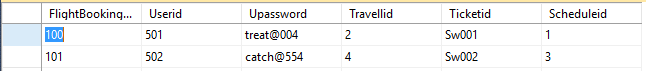 FlightBooking... Userid Upassword Travellid Ticketid Scheduleid
100 501 treat@004 2 Sw001 1
101 502 catch@554 4 Sw002 3